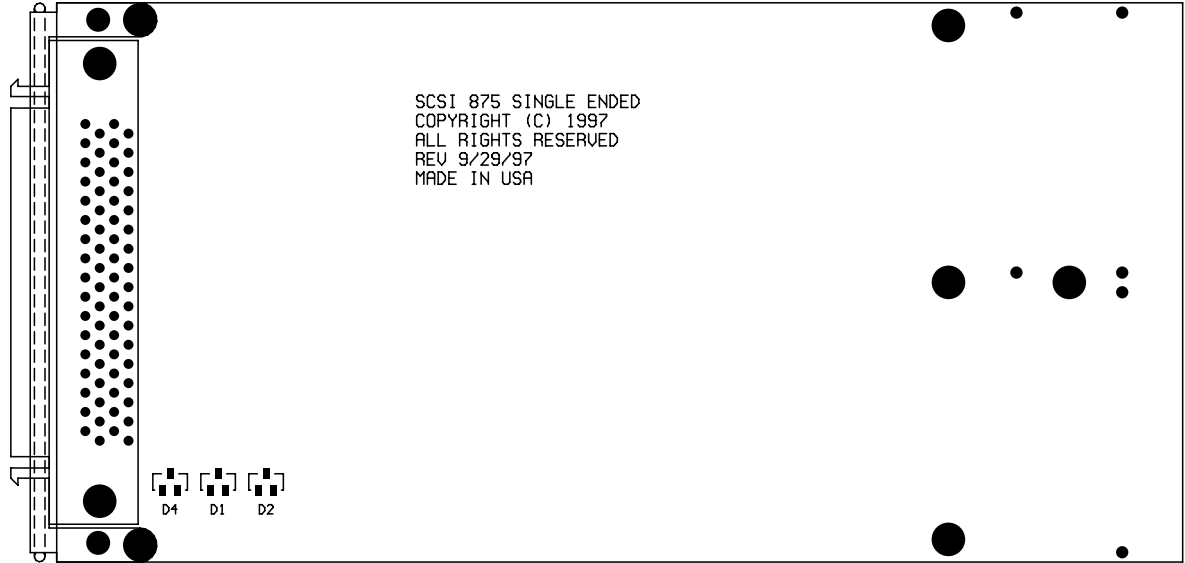 SCSI 875 SINGLE ENDED
COPYRIGHT (C) 1997
ALL RIGHTS RESERVED
REV 9/29/97
MADE IN USA
D4 D1 D2